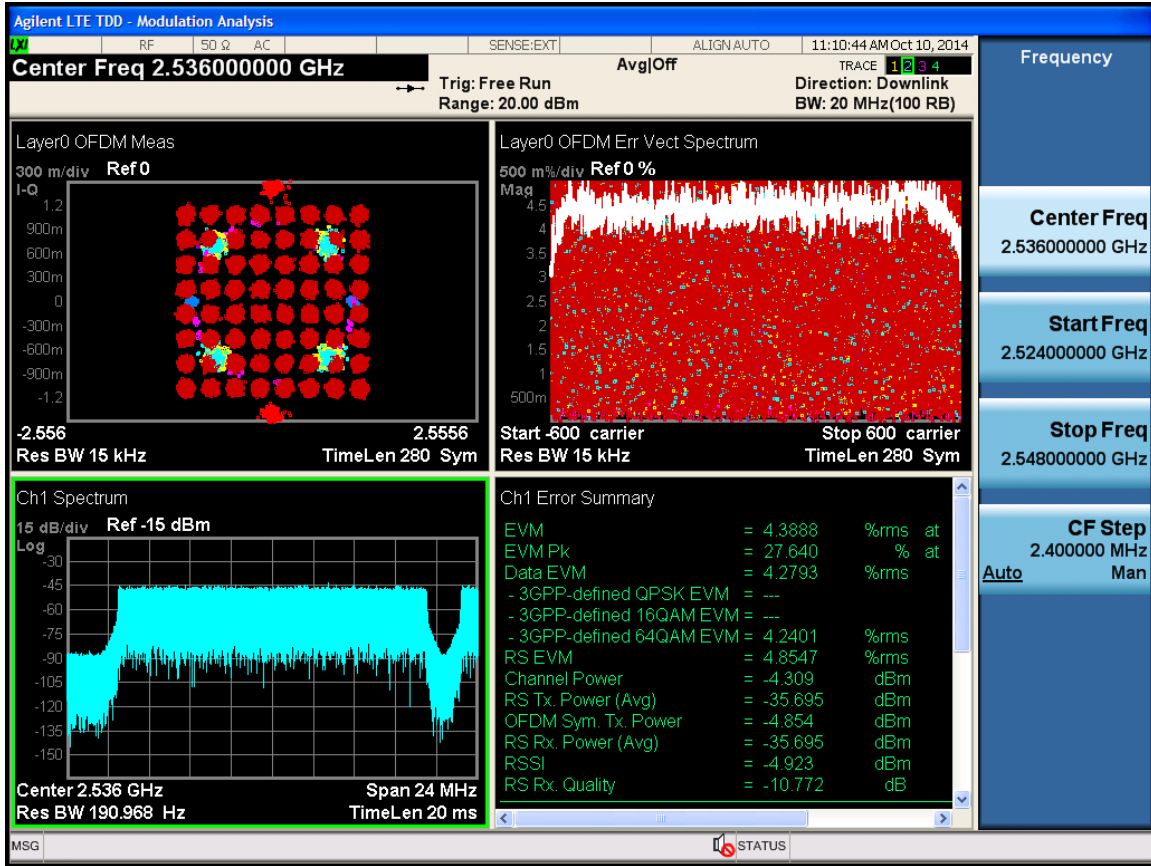 Agilent LTE TDD - Modulation Analysis
LXI RF 50 Ω AC SENSE:EXT ALIGN AUTO 11:10:44 AM Oct 10, 2014
Center Freq 2.536000000 GHz
Avg|Off
TRACE 1 2 3 4
Trig: Free Run
Direction: Downlink
Range: 20.00 dBm
BW: 20 MHz(100 RB)
Layer0 OFDM Meas
300 m/div Ref 0
I-Q
1.2
900m
600m
300m
0
-300m
-600m
-900m
-1.2
-2.556 2.5556
Res BW 15 kHz TimeLen 280 Sym
Layer0 OFDM Err Vect Spectrum
500 m%/div Ref 0 %
Mag
4.5
4
3.5
3
2.5
2
1.5
1
500m
Start -600 carrier Stop 600 carrier
Res BW 15 kHz TimeLen 280 Sym
Ch1 Spectrum
15 dB/div Ref -15 dBm
Log
-30
-45
-60
-75
-90
-105
-120
-135
-150
Center 2.536 GHz Span 24 MHz
Res BW 190.968 Hz TimeLen 20 ms
Ch1 Error Summary
EVM = 4.3888 %rms at
EVM Pk = 27.640 % at
Data EVM = 4.2793 %rms
- 3GPP-defined QPSK EVM = ---
- 3GPP-defined 16QAM EVM = ---
- 3GPP-defined 64QAM EVM = 4.2401 %rms
RS EVM = 4.8547 %rms
Channel Power = -4.309 dBm
RS Tx. Power (Avg) = -35.695 dBm
OFDM Sym. Tx. Power = -4.854 dBm
RS Rx. Power (Avg) = -35.695 dBm
RSSI = -4.923 dBm
RS Rx. Quality = -10.772 dB
Frequency
Center Freq
2.536000000 GHz
Start Freq
2.524000000 GHz
Stop Freq
2.548000000 GHz
CF Step
2.400000 MHz
Auto Man
MSG STATUS